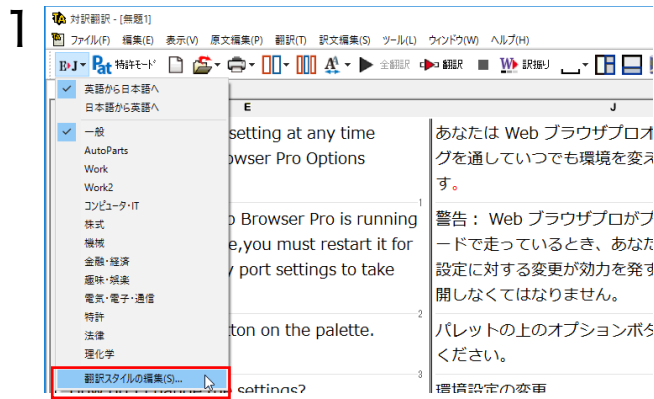 1
対訳翻訳 - [無題1]
ファイル(F) 編集(E) 表示(V) 原文編集(P) 翻訳(T) 訳文編集(S) ツール(L) ウィンドウ(W) ヘルプ(H)
E▸J Pat 特許モード 全翻訳 翻訳 W 訳振り
英語から日本語へ
日本語から英語へ
一般
AutoParts
Work
Work2
コンピュータ・IT
株式
機械
金融・経済
趣味・娯楽
電気・電子・通信
特許
法律
理化学
翻訳スタイルの編集(S)...
E
J
setting at any time
owser Pro Options
あなたは Web ブラウザプロオ
グを通していつでも環境を変え
す。
1
Browser Pro is running
e,you must restart it for
port settings to take
警告： Web ブラウザプロがプ
ードで走っているとき、あなた
設定に対する変更が効力を発す
開しなくてはなりません。
2
ton on the palette.
パレットの上のオプションボタ
ください。
3
settings?
環境設定の変更